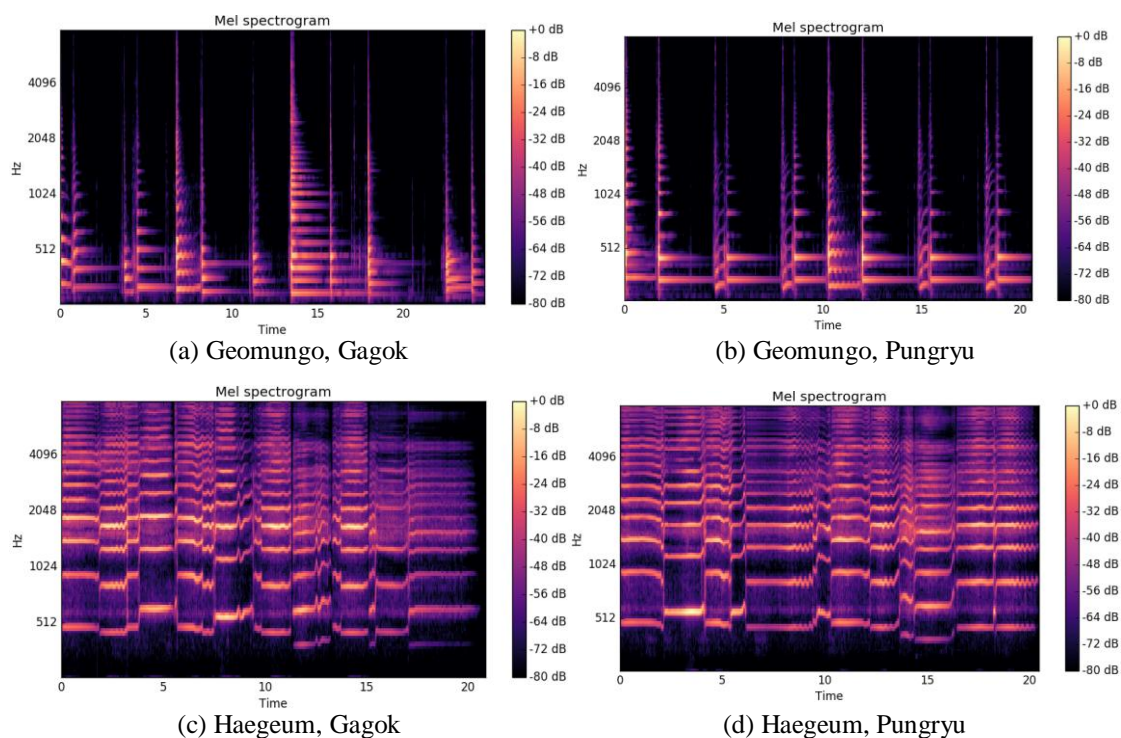 Mel spectrogram
Hz
4096
2048
1024
512
0 5 10 15 20
Time
+0 dB
-8 dB
-16 dB
-24 dB
-32 dB
-40 dB
-48 dB
-56 dB
-64 dB
-72 dB
-80 dB
(a) Geomungo, Gagok
Mel spectrogram
Hz
4096
2048
1024
512
0 5 10 15 20
Time
+0 dB
-8 dB
-16 dB
-24 dB
-32 dB
-40 dB
-48 dB
-56 dB
-64 dB
-72 dB
-80 dB
(b) Geomungo, Pungryu
Mel spectrogram
Hz
4096
2048
1024
512
0 5 10 15 20
Time
+0 dB
-8 dB
-16 dB
-24 dB
-32 dB
-40 dB
-48 dB
-56 dB
-64 dB
-72 dB
-80 dB
(c) Haegeum, Gagok
Mel spectrogram
Hz
4096
2048
1024
512
0 5 10 15 20
Time
+0 dB
-8 dB
-16 dB
-24 dB
-32 dB
-40 dB
-48 dB
-56 dB
-64 dB
-72 dB
-80 dB
(d) Haegeum, Pungryu